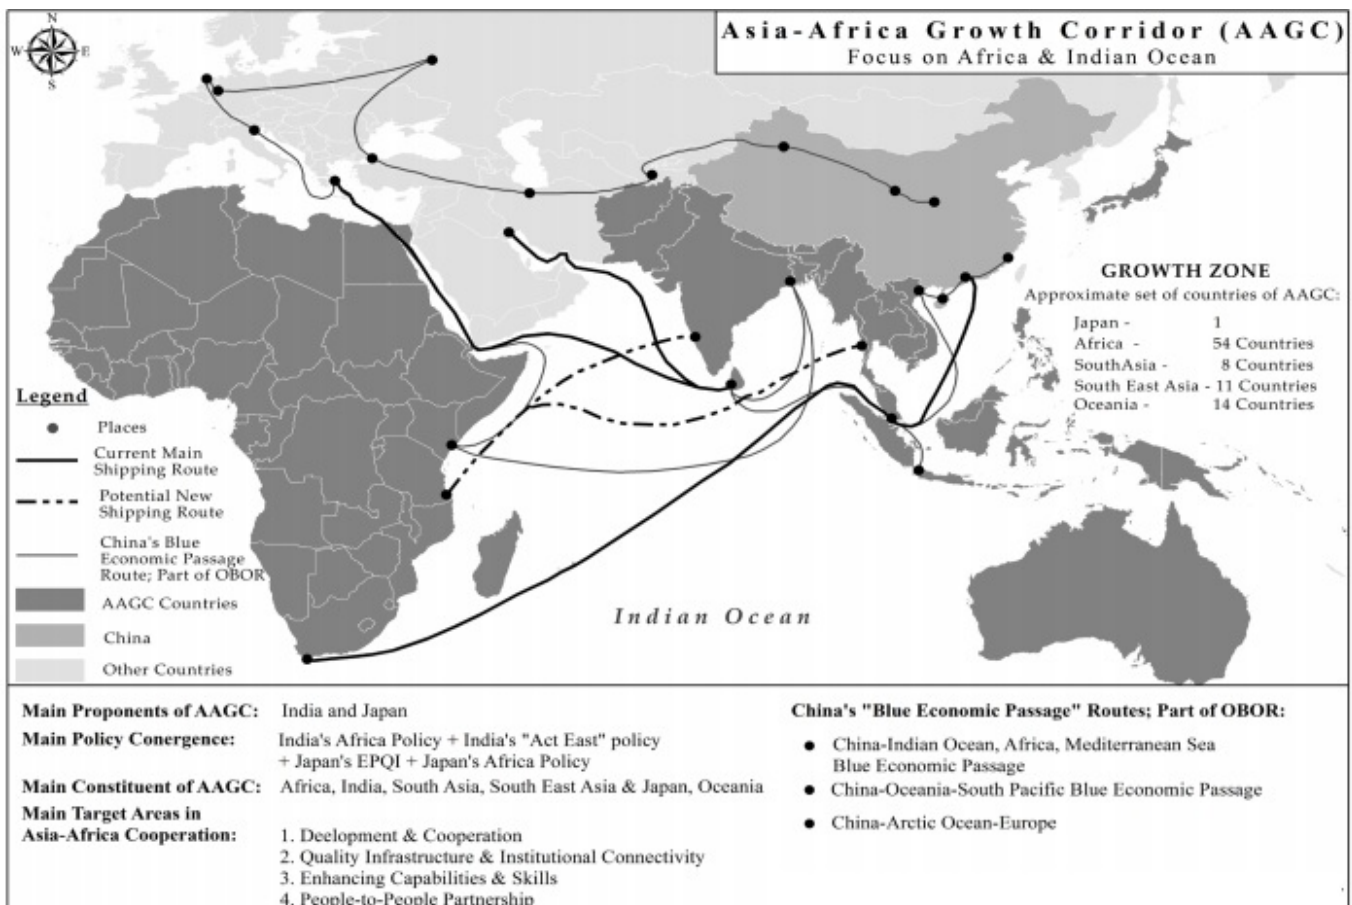 N
W
E
S
Asia-Africa Growth Corridor (AAGC)
Focus on Africa & Indian Ocean
GROWTH ZONE
Approximate set of countries of AAGC:
Japan - 1
Africa - 54 Countries
SouthAsia - 8 Countries
South East Asia - 11 Countries
Oceania - 14 Countries
Legend
Places
Current Main
Shipping Route
Potential New
Shipping Route
China's Blue
Economic Passage
Route; Part of OBOR
AAGC Countries
China
Other Countries
Indian Ocean
Main Proponents of AAGC: India and Japan
Main Policy Conergence: India's Africa Policy + India's "Act East" policy
+ Japan's EPQI + Japan's Africa Policy
Main Constituent of AAGC: Africa, India, South Asia, South East Asia & Japan, Oceania
Main Target Areas in
Asia-Africa Cooperation:
1. Deelopment & Cooperation
2. Quality Infrastructure & Institutional Connectivity
3. Enhancing Capabilities & Skills
4. People-to-People Partnership
China's "Blue Economic Passage" Routes; Part of OBOR:
● China-Indian Ocean, Africa, Mediterranean Sea
Blue Economic Passage
● China-Oceania-South Pacific Blue Economic Passage
● China-Arctic Ocean-Europe